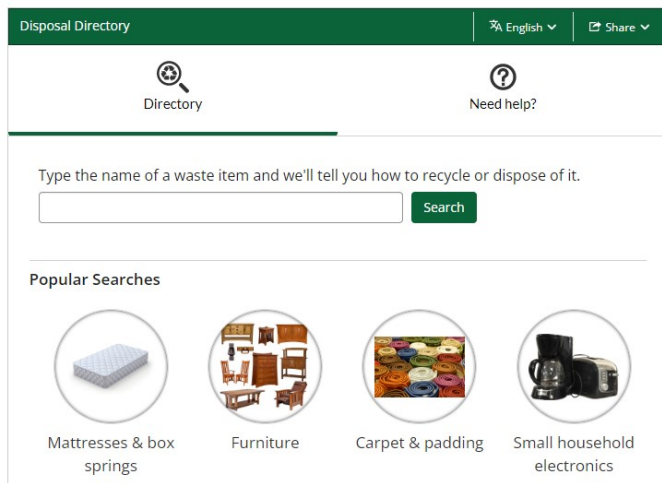 Disposal Directory
English
Share
Directory
Need help?
Type the name of a waste item and we'll tell you how to recycle or dispose of it.
Search
Popular Searches
Mattresses & box
springs
Furniture
Carpet & padding
Small household
electronics